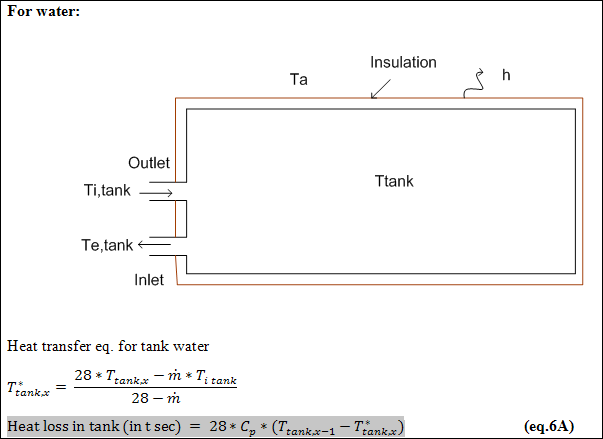 For water:
Insulation
Ta
h
Outlet
Ttank
Ti,tank
Te,tank
Inlet
Heat transfer eq. for tank water
T*tank,x = (28 * Ttank,x − ṁ * Ti tank) / (28 − ṁ)
Heat loss in tank (in t sec) = 28 * Cp * (Ttank,x−1 − T*tank,x) (eq.6A)